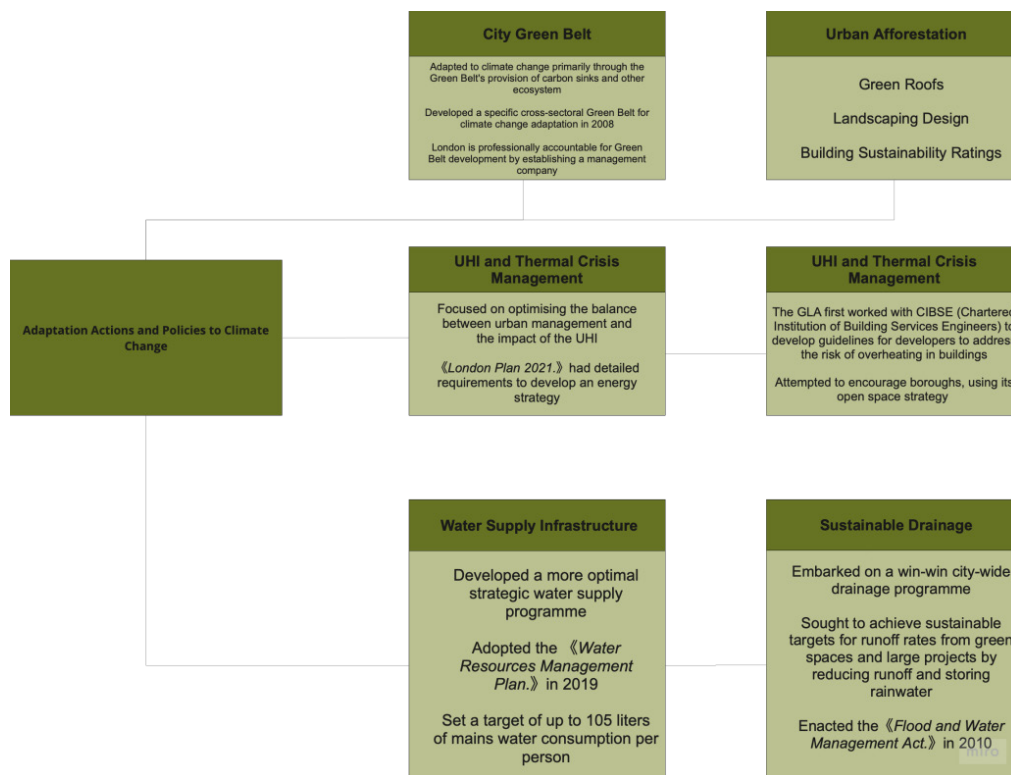 City Green Belt
Adapted to climate change primarily through the
Green Belt's provision of carbon sinks and other
ecosystem
Developed a specific cross-sectoral Green Belt for
climate change adaptation in 2008
London is professionally accountable for Green
Belt development by establishing a management
company
Urban Afforestation
Green Roofs
Landscaping Design
Building Sustainability Ratings
Adaptation Actions and Policies to Climate
Change
UHI and Thermal Crisis
Management
Focused on optimising the balance
between urban management and
the impact of the UHI
《London Plan 2021.》had detailed
requirements to develop an energy
strategy
UHI and Thermal Crisis
Management
The GLA first worked with CIBSE (Chartered
Institution of Building Services Engineers) to
develop guidelines for developers to address
the risk of overheating in buildings
Attempted to encourage boroughs, using its
open space strategy
Water Supply Infrastructure
Developed a more optimal
strategic water supply
programme
Adopted the 《Water
Resources Management
Plan.》in 2019
Set a target of up to 105 liters
of mains water consumption per
person
Sustainable Drainage
Embarked on a win-win city-wide
drainage programme
Sought to achieve sustainable
targets for runoff rates from green
spaces and large projects by
reducing runoff and storing
rainwater
Enacted the《Flood and Water
Management Act.》in 2010
miro